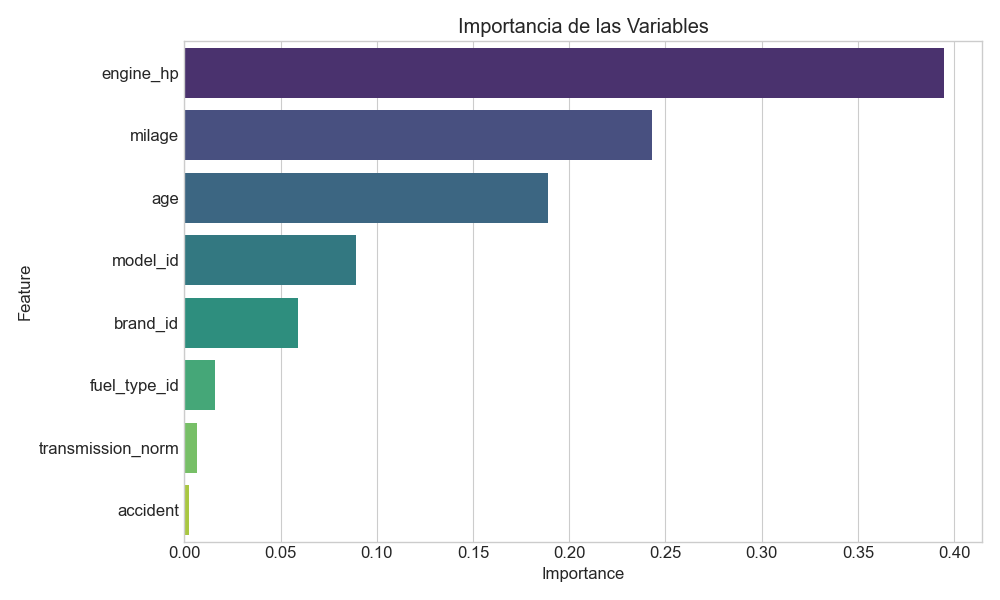 Importancia de las Variables
engine_hp
milage
age
model_id
brand_id
fuel_type_id
transmission_norm
accident
Feature
0.00 0.05 0.10 0.15 0.20 0.25 0.30 0.35 0.40
Importance